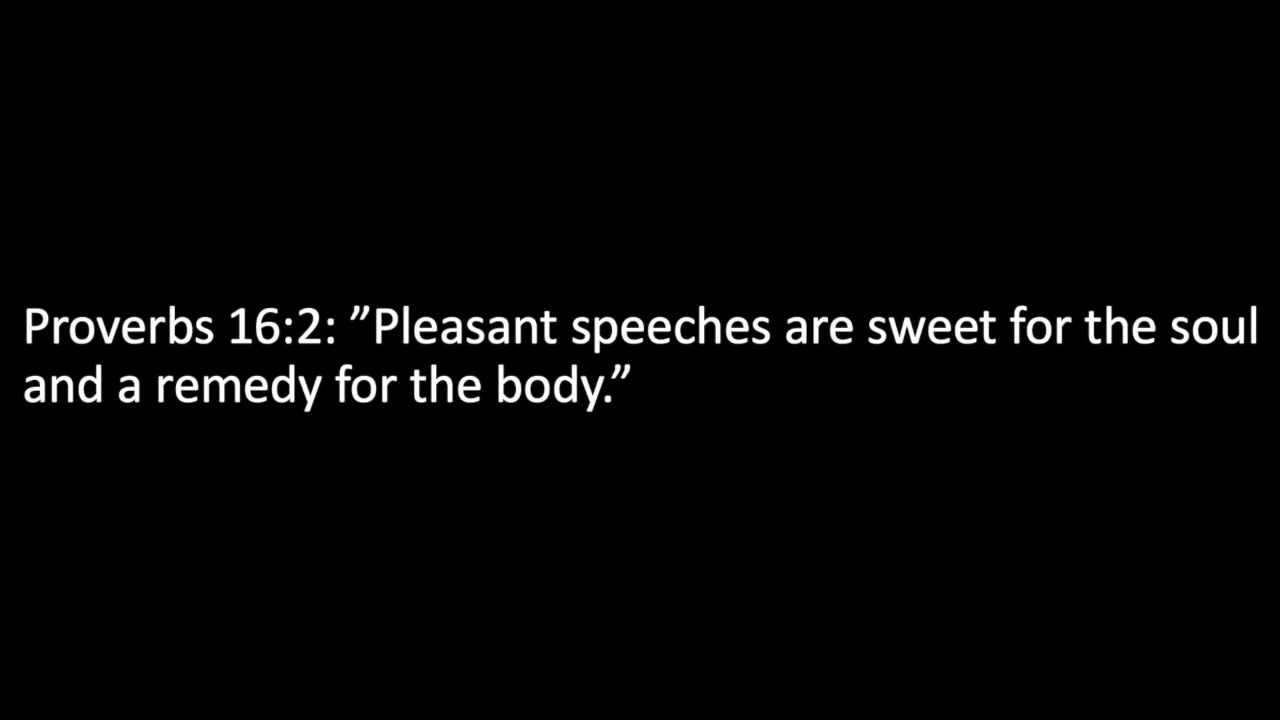 Proverbs 16:2: ”Pleasant speeches are sweet for the soul
and a remedy for the body.”